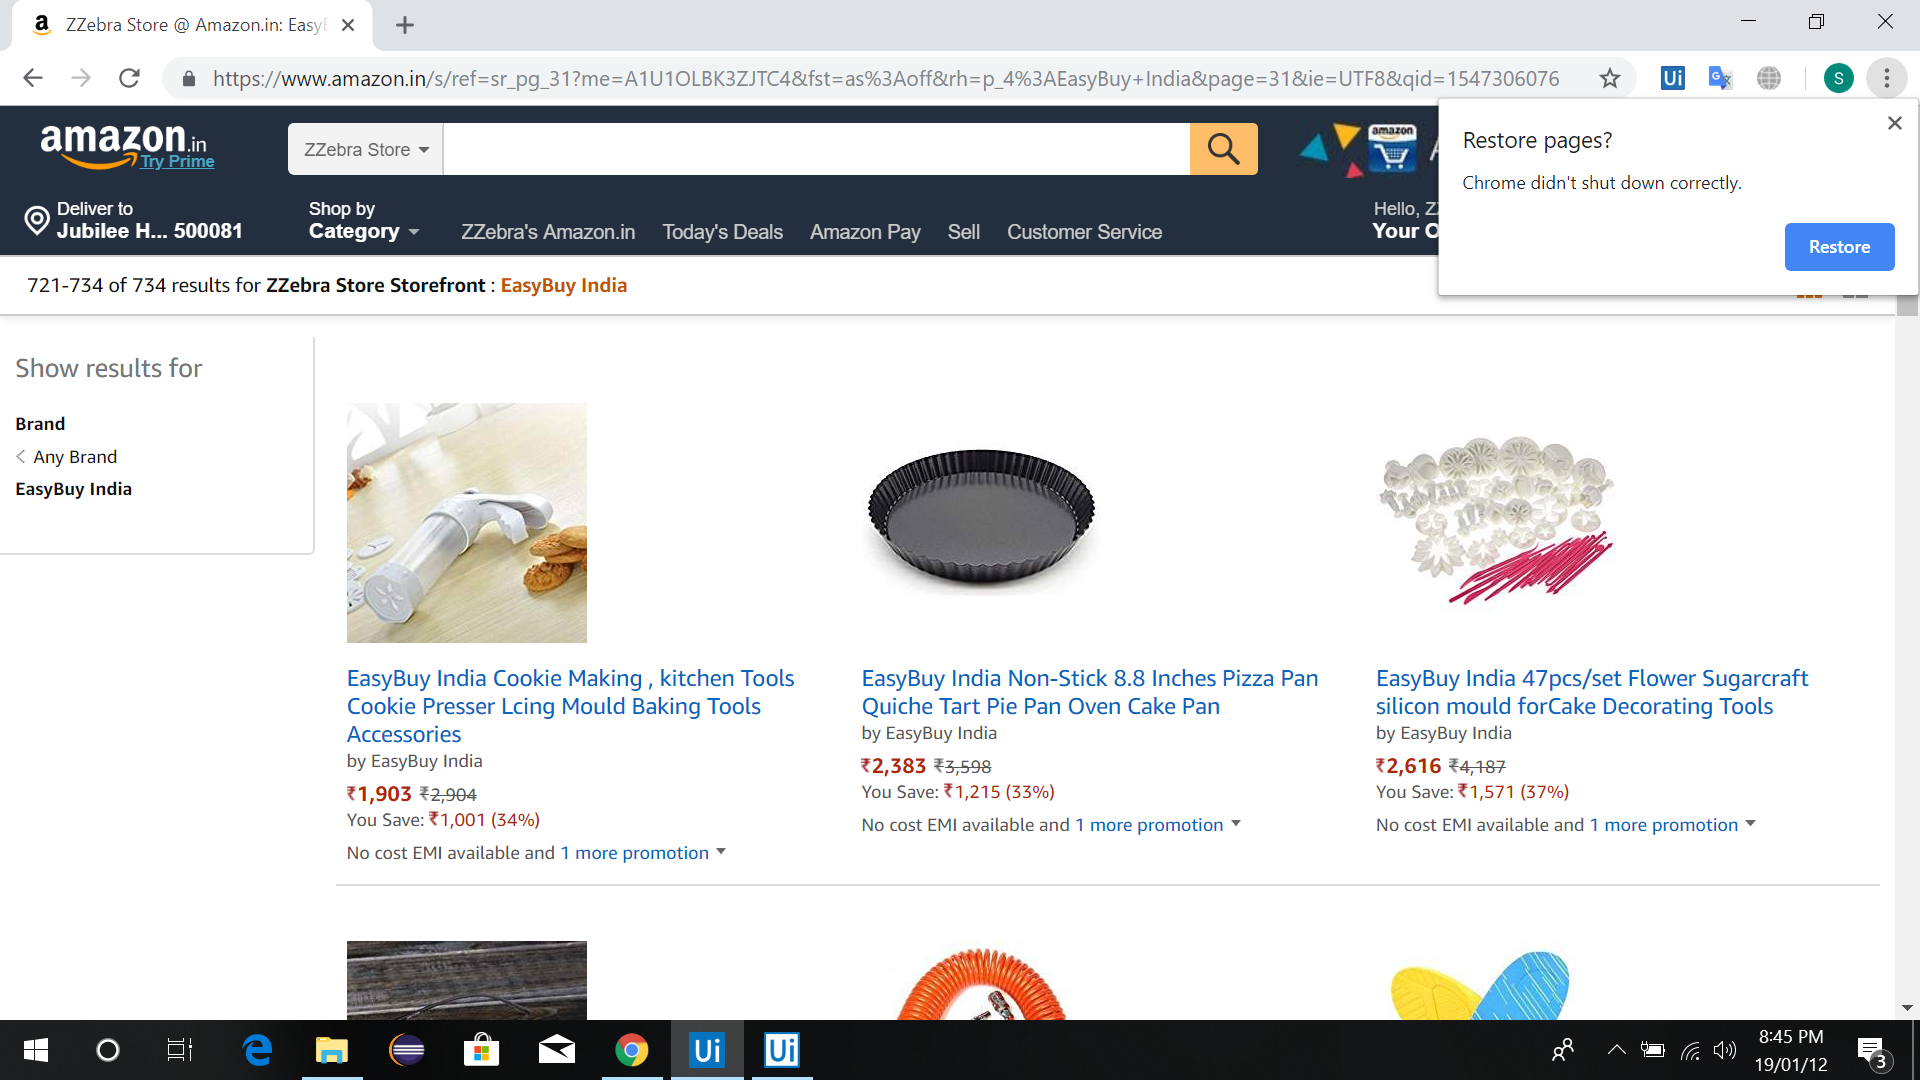 ZZebra Store @ Amazon.in: EasyB
https://www.amazon.in/s/ref=sr_pg_31?me=A1U1OLBK3ZJTC4&fst=as%3Aoff&rh=p_4%3AEasyBuy+India&page=31&ie=UTF8&qid=1547306076
Ui
S
Restore pages?
Chrome didn't shut down correctly.
Restore
amazon.in
Try Prime
ZZebra Store
amazon
Deliver to
Jubilee H... 500081
Shop by
Category
ZZebra's Amazon.in
Today's Deals
Amazon Pay
Sell
Customer Service
Hello, Z
Your O
721-734 of 734 results for ZZebra Store Storefront : EasyBuy India
Show results for
Brand
Any Brand
EasyBuy India
EasyBuy India Cookie Making , kitchen Tools
Cookie Presser Lcing Mould Baking Tools
Accessories
by EasyBuy India
₹1,903 ₹2,904
You Save: ₹1,001 (34%)
No cost EMI available and 1 more promotion
EasyBuy India Non-Stick 8.8 Inches Pizza Pan
Quiche Tart Pie Pan Oven Cake Pan
by EasyBuy India
₹2,383 ₹3,598
You Save: ₹1,215 (33%)
No cost EMI available and 1 more promotion
EasyBuy India 47pcs/set Flower Sugarcraft
silicon mould forCake Decorating Tools
by EasyBuy India
₹2,616 ₹4,187
You Save: ₹1,571 (37%)
No cost EMI available and 1 more promotion
Ui
Ui
8:45 PM
19/01/12
3